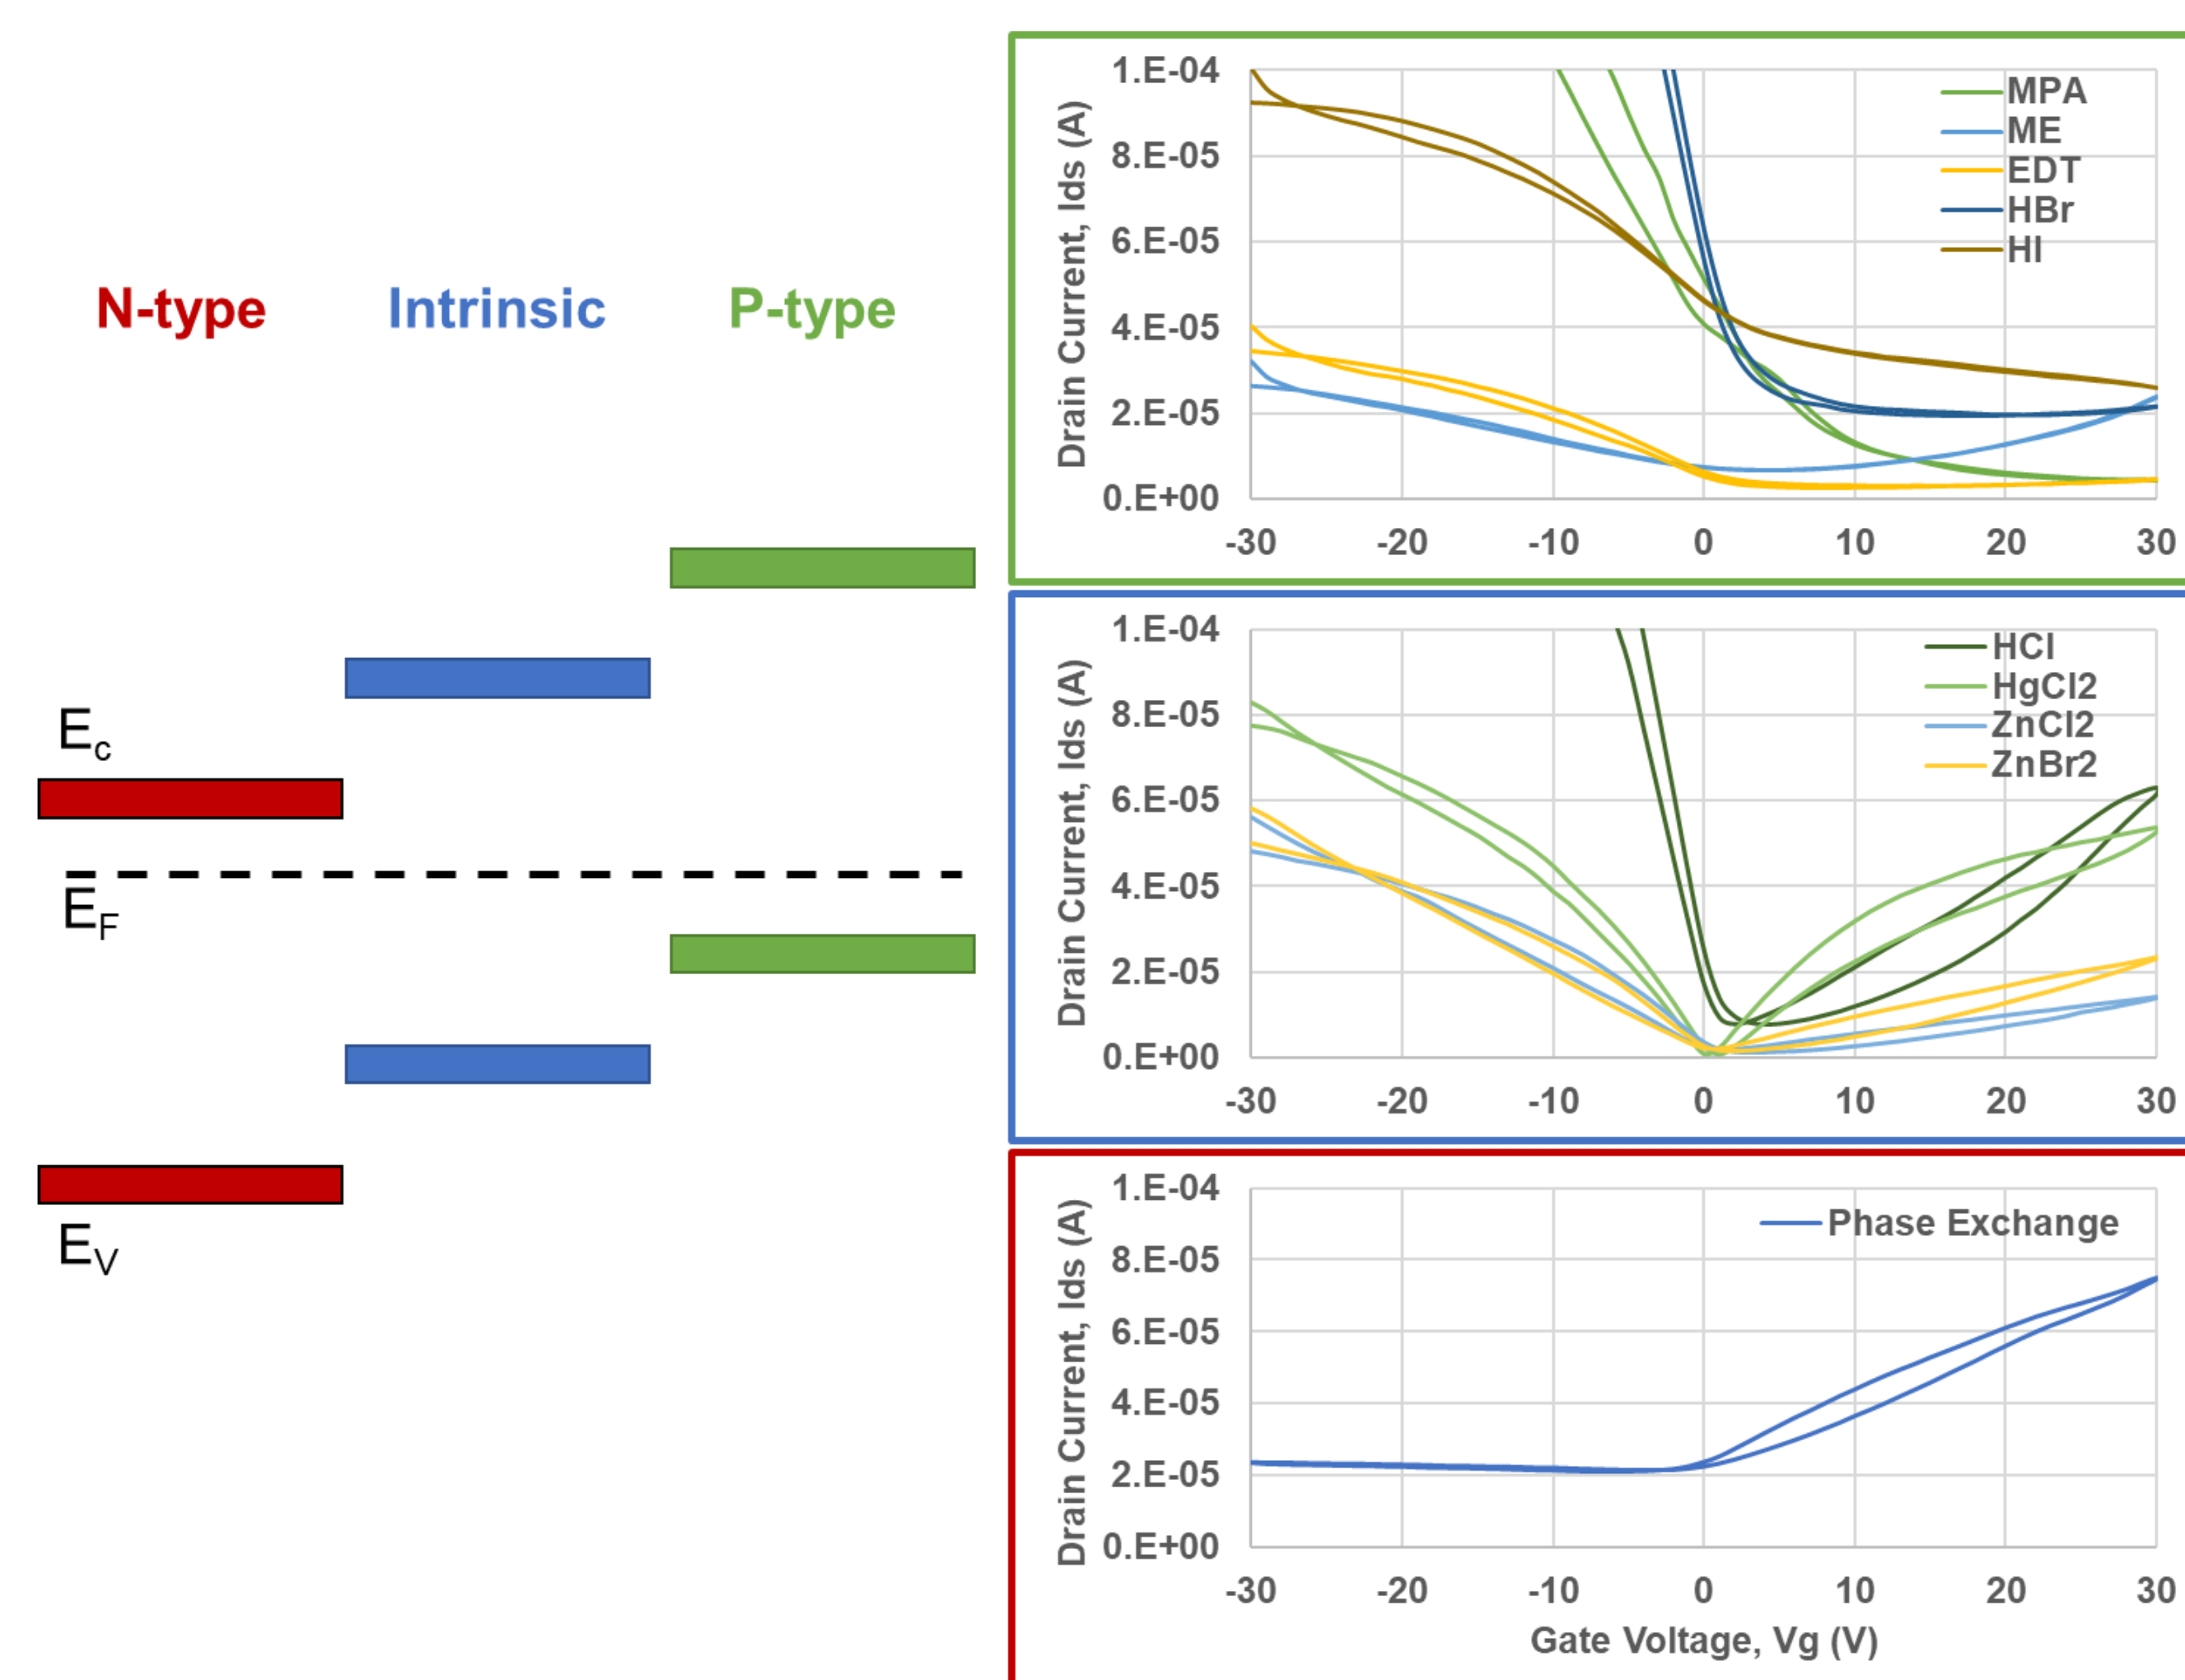 N-type Intrinsic P-type
Ec
EF
EV
Drain Current, Ids (A)
1.E-04
8.E-05
6.E-05
4.E-05
2.E-05
0.E+00
-30 -20 -10 0 10 20 30
MPA
ME
EDT
HBr
HI
Drain Current, Ids (A)
1.E-04
8.E-05
6.E-05
4.E-05
2.E-05
0.E+00
-30 -20 -10 0 10 20 30
HCl
HgCl2
ZnCl2
ZnBr2
Drain Current, Ids (A)
1.E-04
8.E-05
6.E-05
4.E-05
2.E-05
0.E+00
-30 -20 -10 0 10 20 30
Phase Exchange
Gate Voltage, Vg (V)